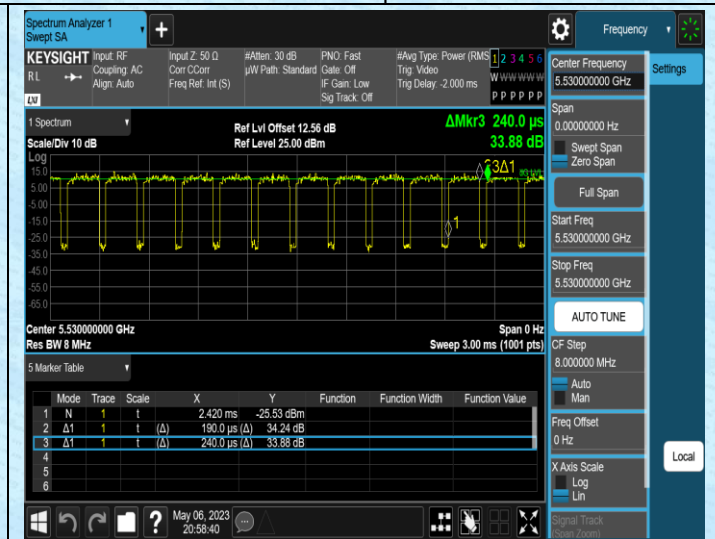 Spectrum Analyzer 1
Swept SA
Frequency
KEYSIGHT
RL
LXI
Input: RF
Coupling: AC
Align: Auto
Input Z: 50 Ω
Corr CCorr
Freq Ref: Int (S)
#Atten: 30 dB
µW Path: Standard
PNO: Fast
Gate: Off
IF Gain: Low
Sig Track: Off
#Avg Type: Power (RMS
Trig: Video
Trig Delay: -2.000 ms
1 2 3 4 5 6
W W W W W W
P P P P P P
Center Frequency
5.530000000 GHz
Settings
1 Spectrum
Scale/Div 10 dB
Ref Lvl Offset 12.56 dB
Ref Level 25.00 dBm
ΔMkr3 240.0 µs
33.88 dB
Span
0.00000000 Hz
Swept Span
Zero Span
Full Span
Start Freq
5.530000000 GHz
Stop Freq
5.530000000 GHz
AUTO TUNE
CF Step
8.000000 MHz
Auto
Man
Freq Offset
0 Hz
X Axis Scale
Log
Lin
Signal Track
(Span Zoom)
Local
Log
15.0
5.00
-5.00
-15.0
-25.0
-35.0
-45.0
-55.0
-65.0
3Δ1
1
Center 5.530000000 GHz
Res BW 8 MHz
Span 0 Hz
Sweep 3.00 ms (1001 pts)
5 Marker Table
Mode Trace Scale X Y Function Function Width Function Value
1 N 1 t 2.420 ms -25.53 dBm
2 Δ1 1 t (Δ) 190.0 µs (Δ) 34.24 dB
3 Δ1 1 t (Δ) 240.0 µs (Δ) 33.88 dB
4
5
6
?
May 06, 2023
20:58:40